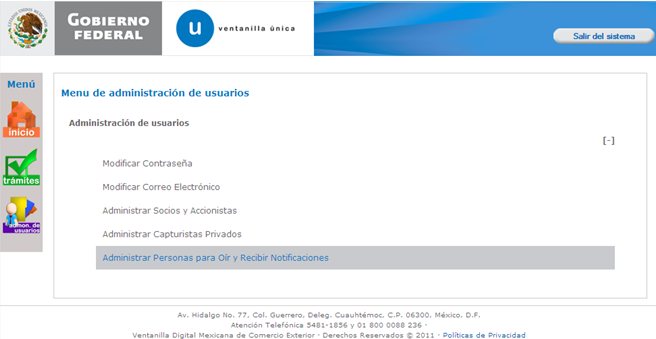 GOBIERNO
FEDERAL
u
ventanilla única
Salir del sistema
Menú
inicio
trámites
admon. de
usuarios
Menu de administración de usuarios
Administración de usuarios
[-]
Modificar Contraseña
Modificar Correo Electrónico
Administrar Socios y Accionistas
Administrar Capturistas Privados
Administrar Personas para Oír y Recibir Notificaciones
Av. Hidalgo No. 77, Col. Guerrero, Deleg. Cuauhtémoc, C.P. 06300, México, D.F.
Atención Telefónica 5481-1856 y 01 800 0088 236 ·
Ventanilla Digital Mexicana de Comercio Exterior · Derechos Reservados © 2011 · Políticas de Privacidad